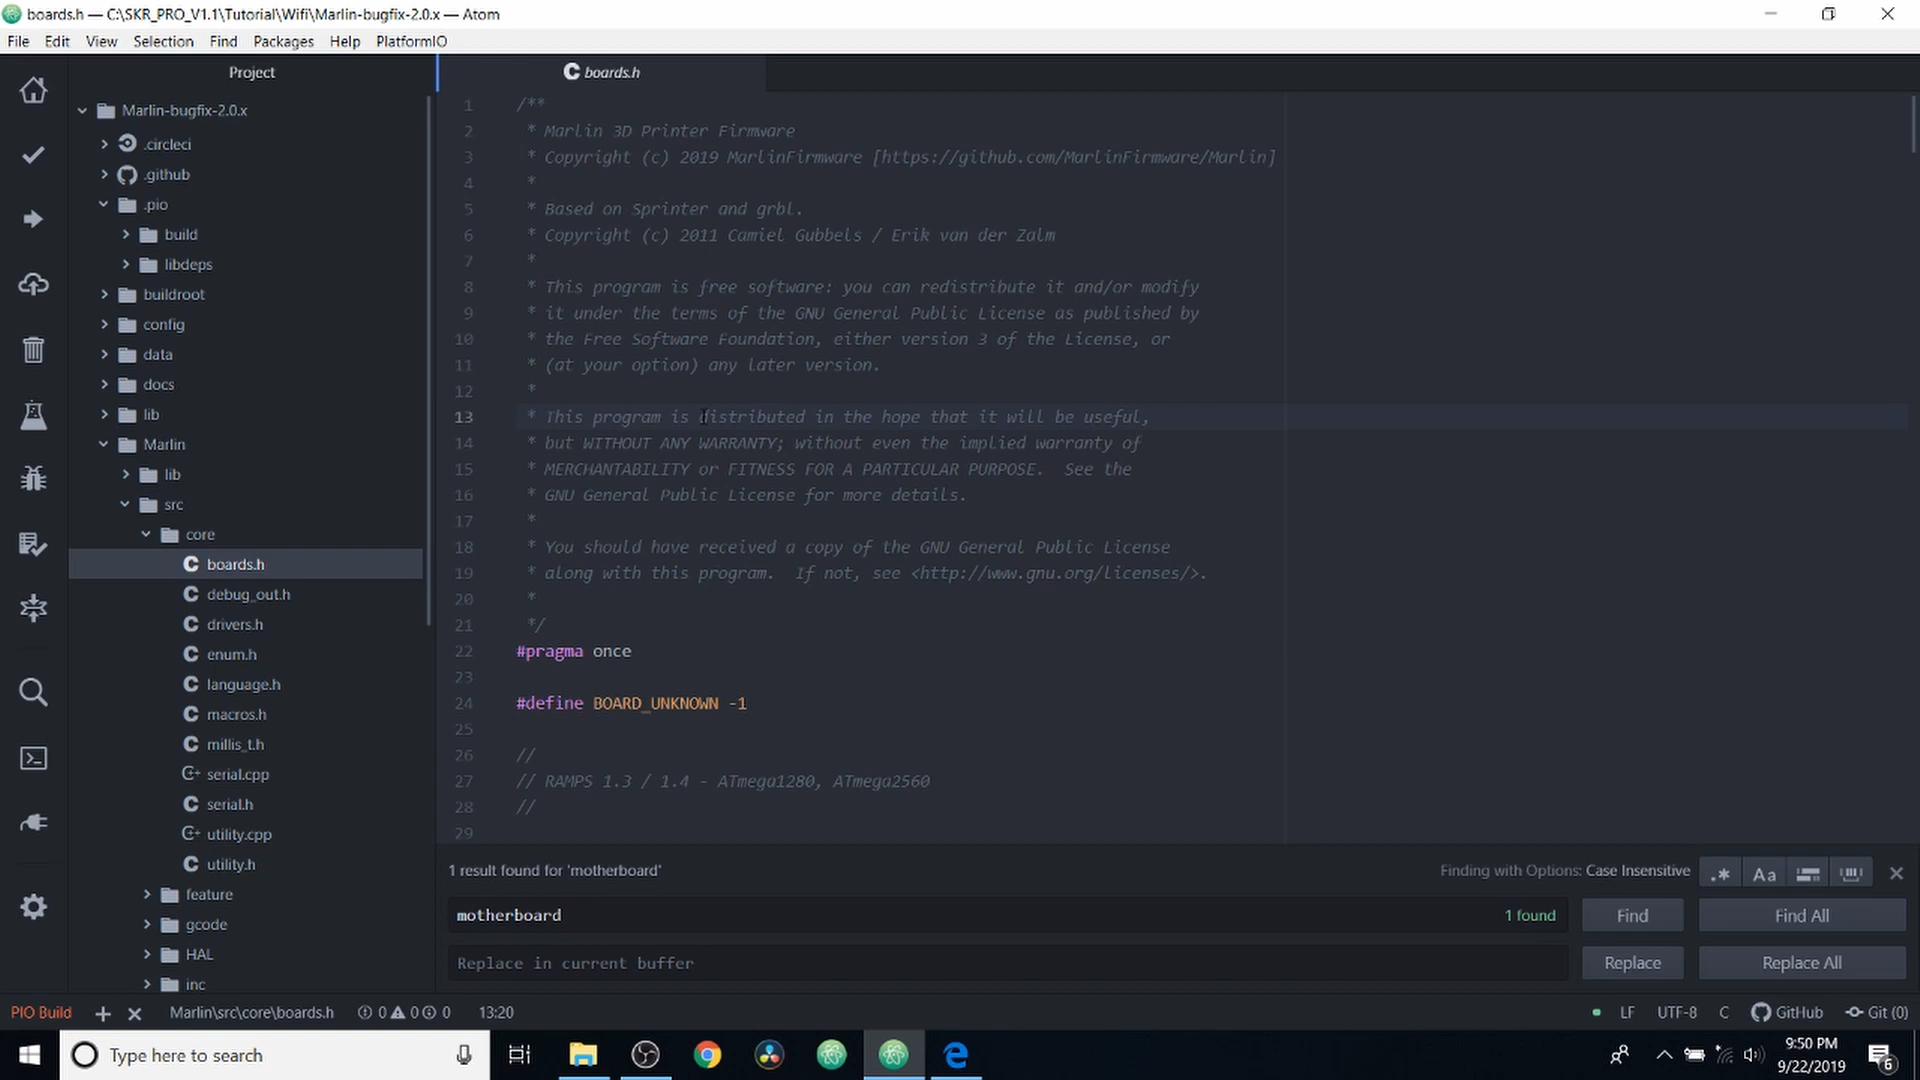 boards.h — C:\SKR_PRO_V1.1\Tutorial\Wifi\Marlin-bugfix-2.0.x — Atom
File Edit View Selection Find Packages Help PlatformIO
Project
Marlin-bugfix-2.0.x
.circleci
.github
.pio
build
libdeps
buildroot
config
data
docs
lib
Marlin
lib
src
core
boards.h
debug_out.h
drivers.h
enum.h
language.h
macros.h
millis_t.h
serial.cpp
serial.h
utility.cpp
utility.h
feature
gcode
HAL
inc
boards.h
1 /**
2 * Marlin 3D Printer Firmware
3 * Copyright (c) 2019 MarlinFirmware [https://github.com/MarlinFirmware/Marlin]
4 *
5 * Based on Sprinter and grbl.
6 * Copyright (c) 2011 Camiel Gubbels / Erik van der Zalm
7 *
8 * This program is free software: you can redistribute it and/or modify
9 * it under the terms of the GNU General Public License as published by
10 * the Free Software Foundation, either version 3 of the License, or
11 * (at your option) any later version.
12 *
13 * This program is distributed in the hope that it will be useful,
14 * but WITHOUT ANY WARRANTY; without even the implied warranty of
15 * MERCHANTABILITY or FITNESS FOR A PARTICULAR PURPOSE. See the
16 * GNU General Public License for more details.
17 *
18 * You should have received a copy of the GNU General Public License
19 * along with this program. If not, see <http://www.gnu.org/licenses/>.
20 *
21 */
22 #pragma once
23
24 #define BOARD_UNKNOWN -1
25
26 //
27 // RAMPS 1.3 / 1.4 - ATmega1280, ATmega2560
28 //
29
1 result found for 'motherboard' Finding with Options: Case Insensitive .* Aa
motherboard 1 found Find Find All
Replace in current buffer Replace Replace All
PIO Build Marlin\src\core\boards.h 0 0 0 13:20 LF UTF-8 C GitHub Git (0)
Type here to search
9:50 PM
9/22/2019
6